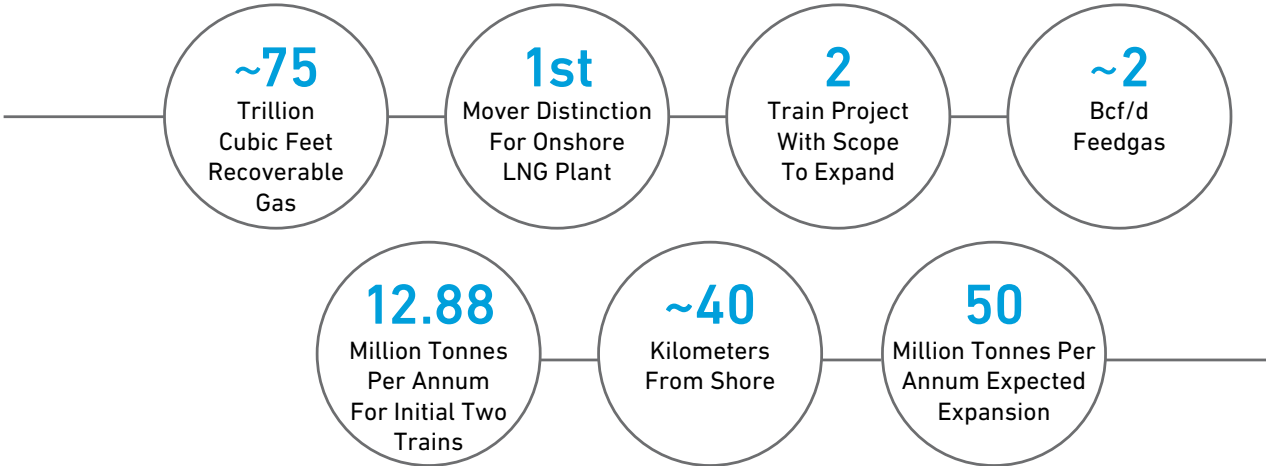 ~75
Trillion
Cubic Feet
Recoverable
Gas
1st
Mover Distinction
For Onshore
LNG Plant
2
Train Project
With Scope
To Expand
~2
Bcf/d
Feedgas
12.88
Million Tonnes
Per Annum
For Initial Two
Trains
~40
Kilometers
From Shore
50
Million Tonnes Per
Annum Expected
Expansion